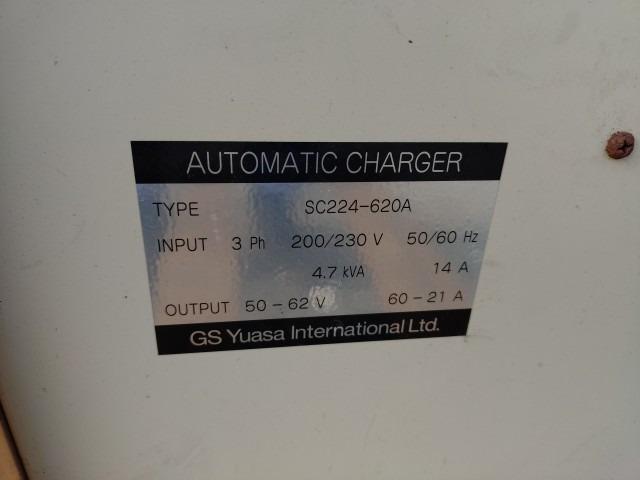 AUTOMATIC CHARGER
TYPE SC224-620A
INPUT 3 Ph 200/230 V 50/60 Hz
4.7 kVA 14 A
OUTPUT 50 - 62 V 60 - 21 A
GS Yuasa International Ltd.